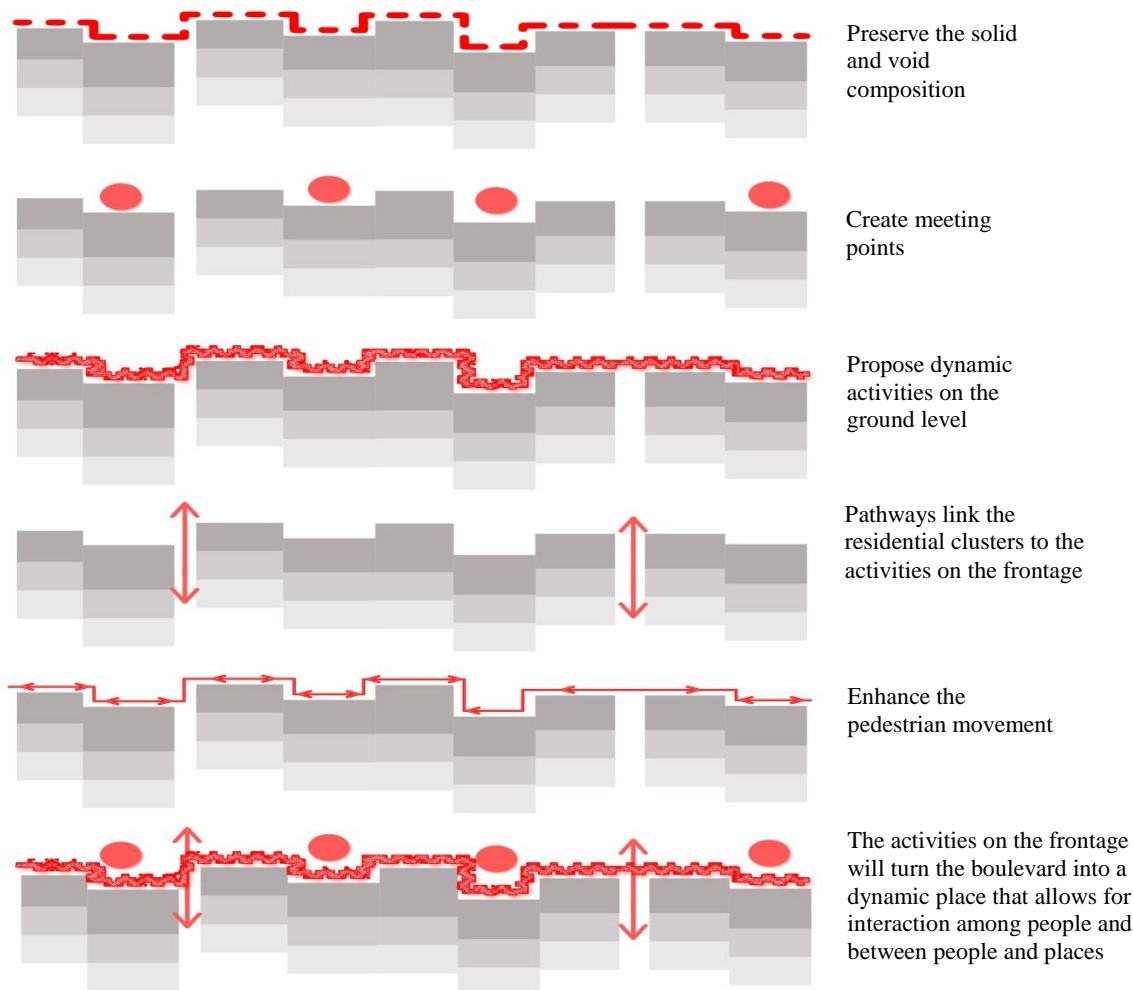 Preserve the solid
and void
composition
Create meeting
points
Propose dynamic
activities on the
ground level
Pathways link the
residential clusters to the
activities on the frontage
Enhance the
pedestrian movement
The activities on the frontage
will turn the boulevard into a
dynamic place that allows for
interaction among people and
between people and places